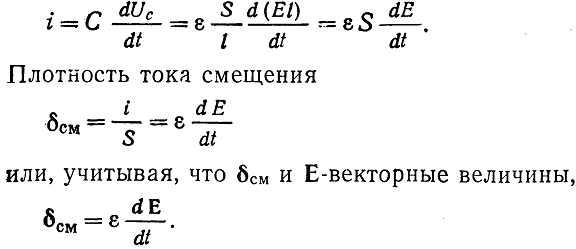 i = C dU_c/dt = ε S/l d(El)/dt = εS dE/dt.
Плотность тока смещения
δ_см = i/S = ε dE/dt
или, учитывая, что δ_см и E-векторные величины,
δ_см = ε dE/dt.